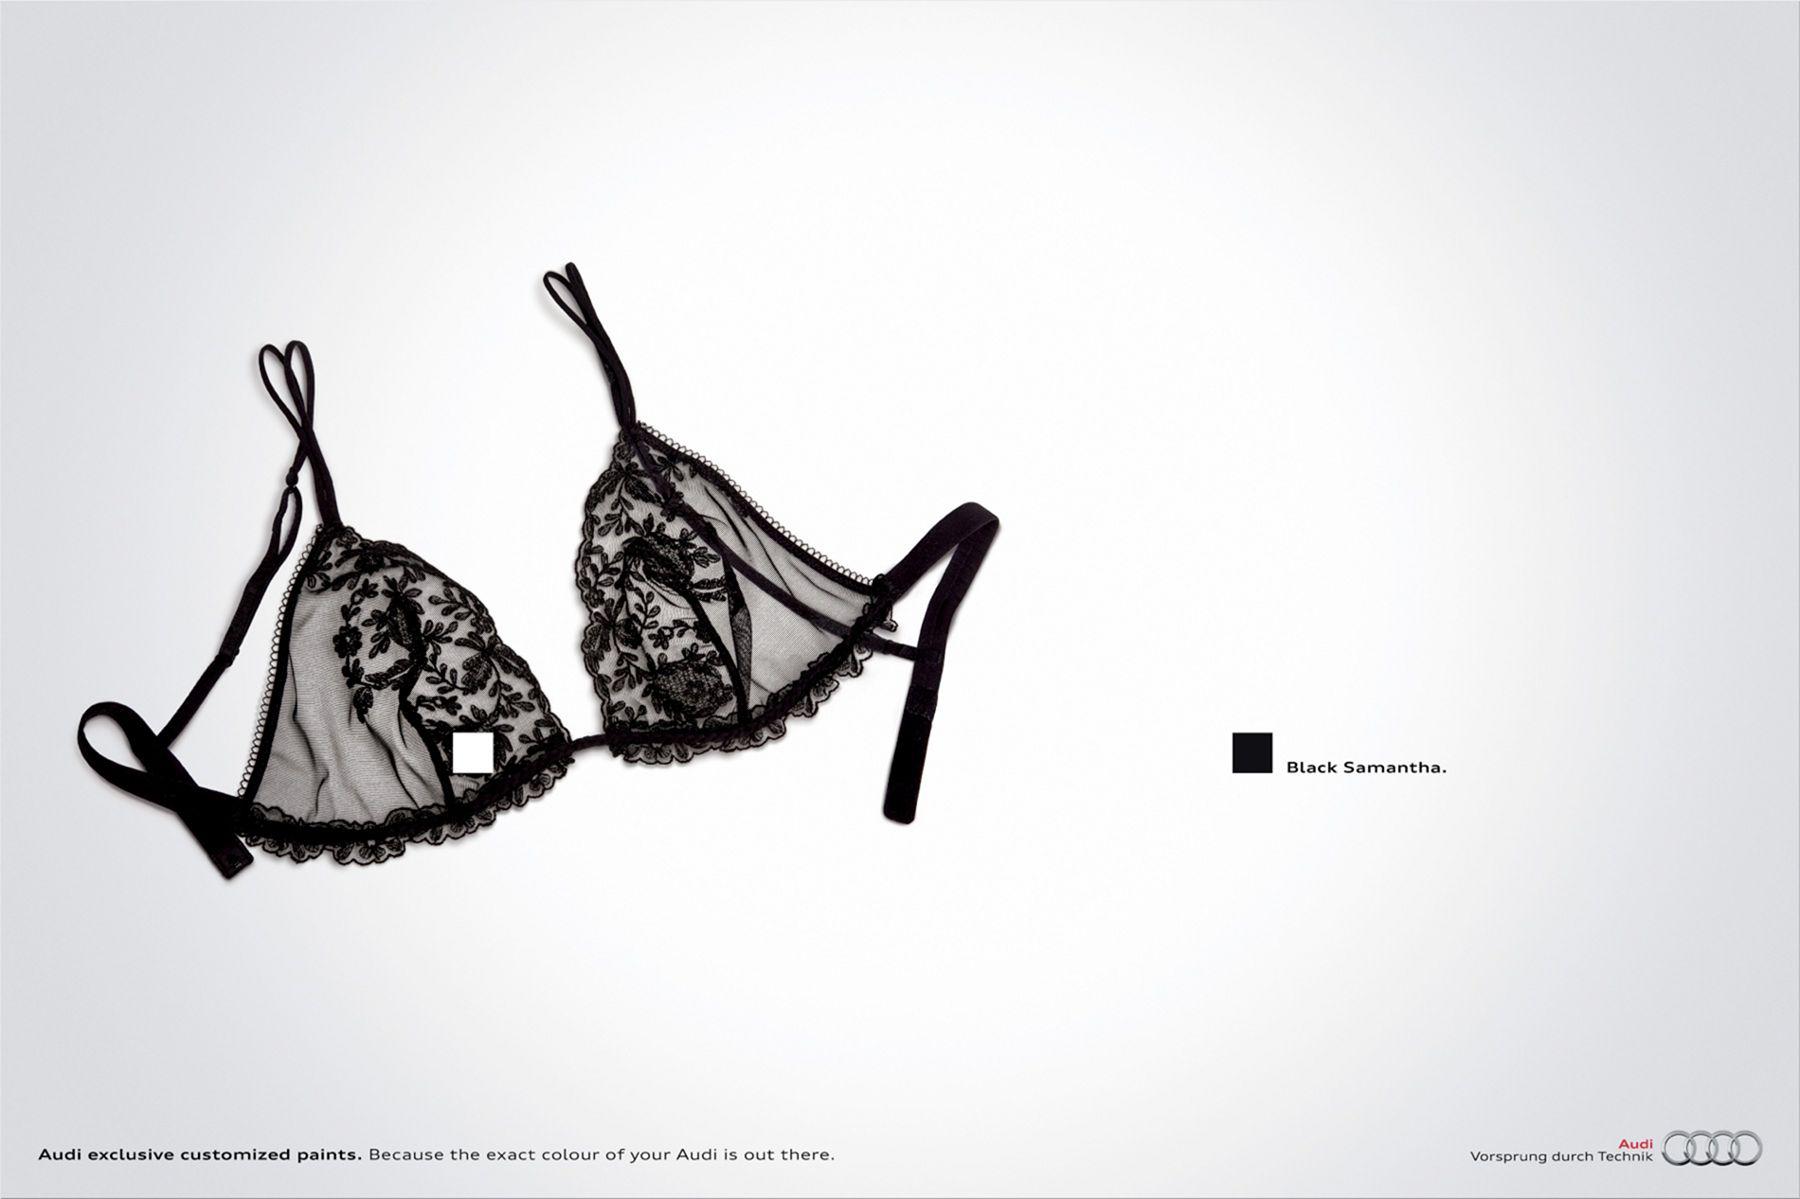 Black Samantha.
Audi exclusive customized paints. Because the exact colour of your Audi is out there.
Audi
Vorsprung durch Technik